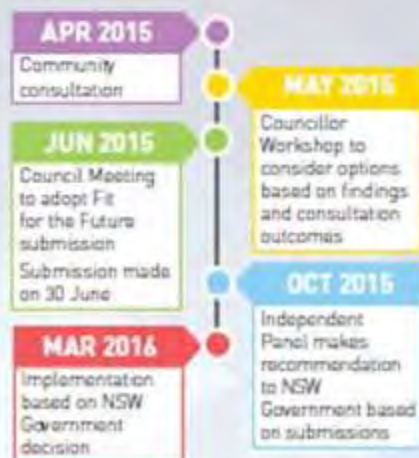 APR 2015
Community
consultation
MAY 2015
Councillor
Workshop to
consider options
based on findings
and consultation
outcomes
JUN 2015
Council Meeting
to adopt Fit
for the Future
submission
Submission made
on 30 June
OCT 2015
Independent
Panel makes
recommendation
to NSW
Government based
on submissions
MAR 2016
Implementation
based on NSW
Government
decision